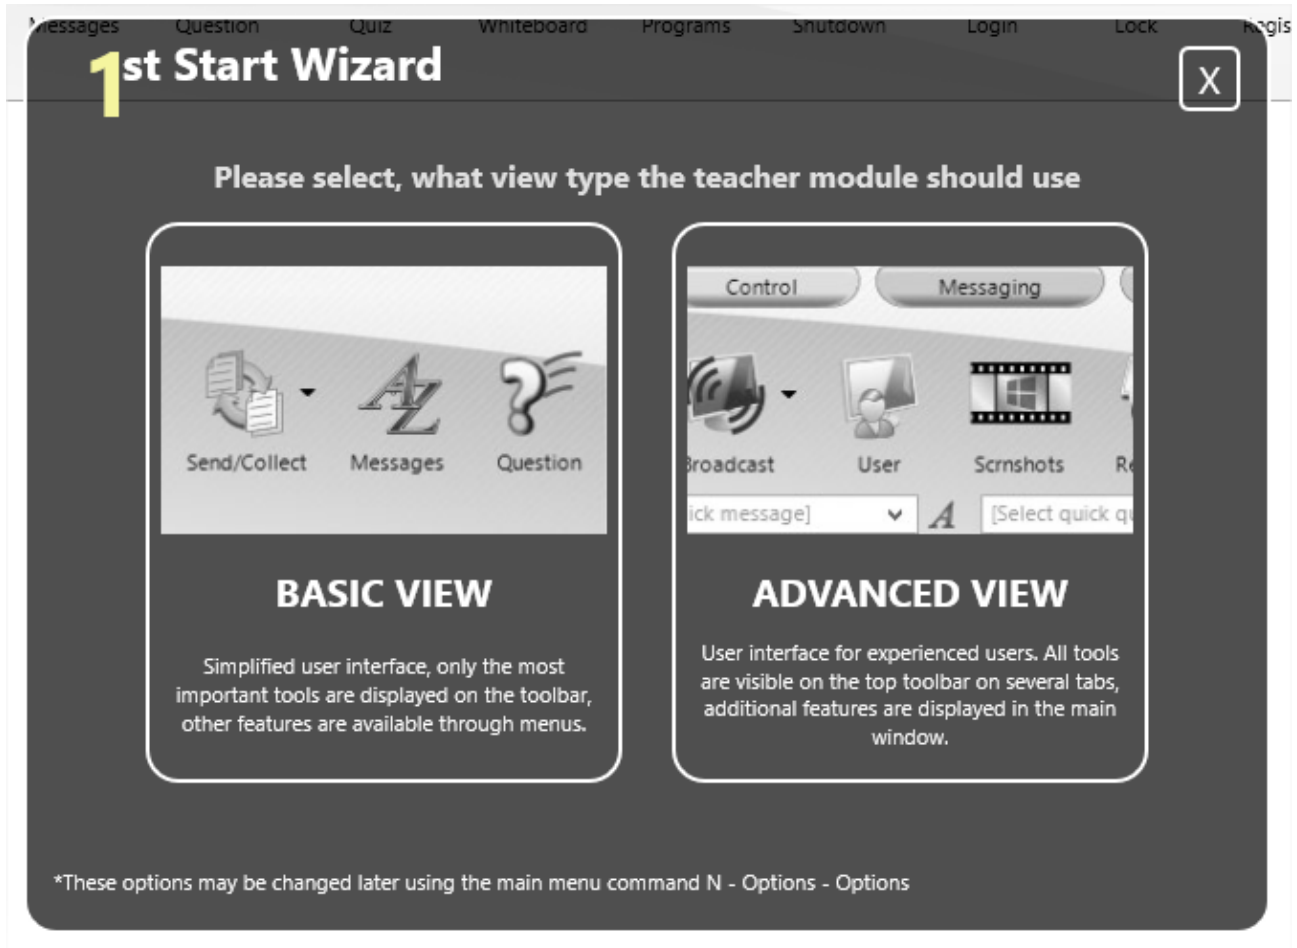 Messages Question Quiz Whiteboard Programs Shutdown Login Lock Regis
1st Start Wizard
X
Please select, what view type the teacher module should use
Send/Collect Messages Question
BASIC VIEW
Simplified user interface, only the most
important tools are displayed on the toolbar,
other features are available through menus.
Control Messaging
Broadcast User Scrnshots Re
ick message] A [Select quick qu
ADVANCED VIEW
User interface for experienced users. All tools
are visible on the top toolbar on several tabs,
additional features are displayed in the main
window.
*These options may be changed later using the main menu command N - Options - Options